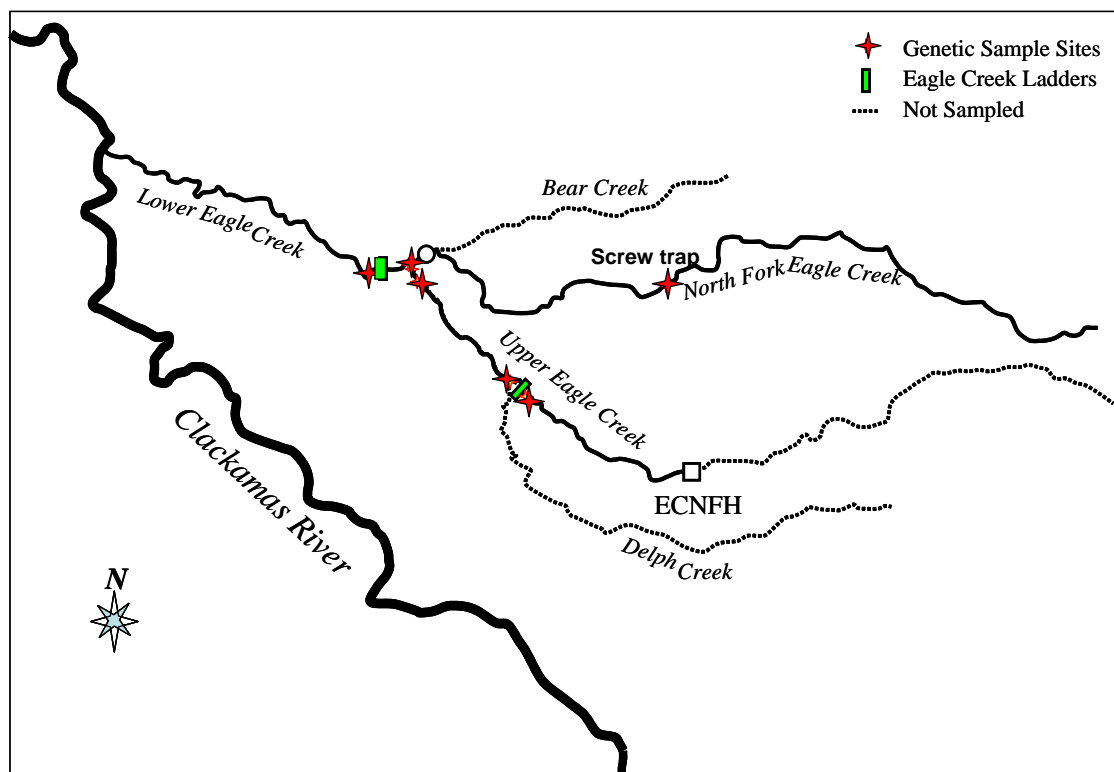 Genetic Sample Sites
Eagle Creek Ladders
Not Sampled
Bear Creek
Lower Eagle Creek
Screw trap
North Fork Eagle Creek
Upper Eagle Creek
Clackamas River
ECNFH
Delph Creek
N